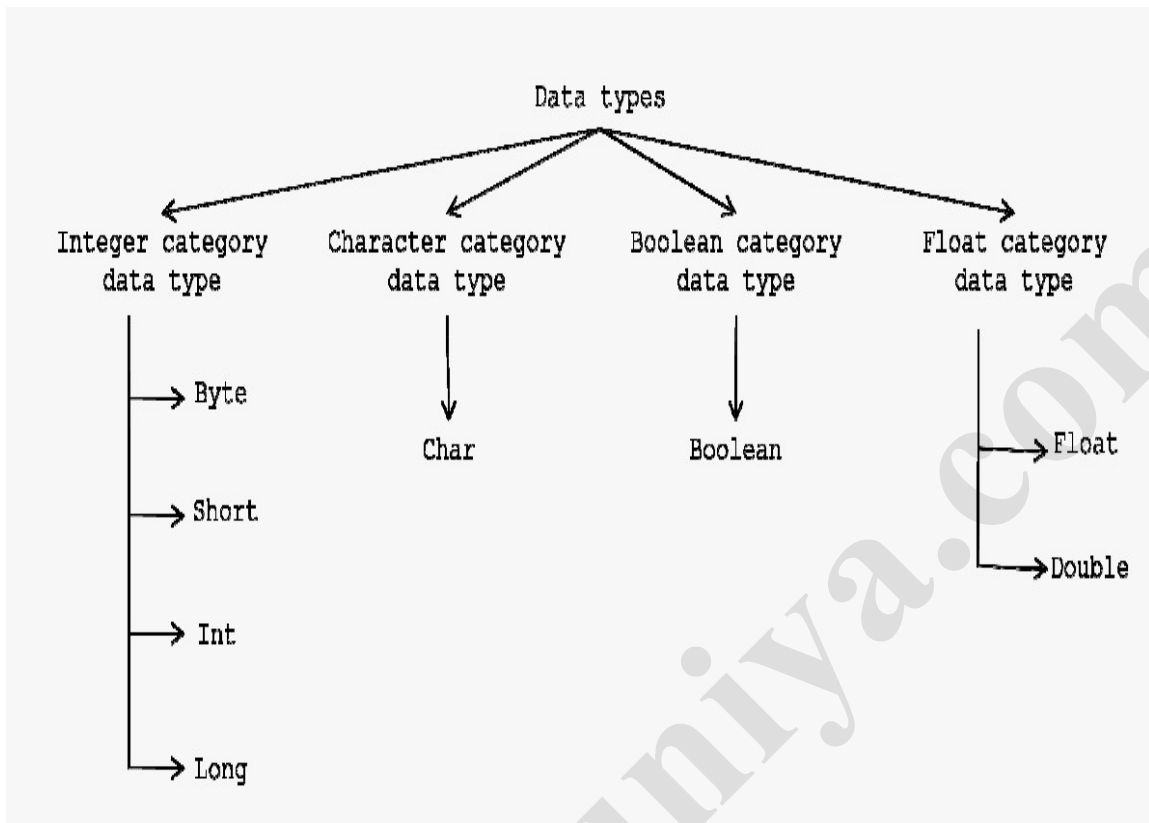 Data types
Integer category
data type
Character category
data type
Boolean category
data type
Float category
data type
Byte
Short
Int
Long
Char
Boolean
Float
Double